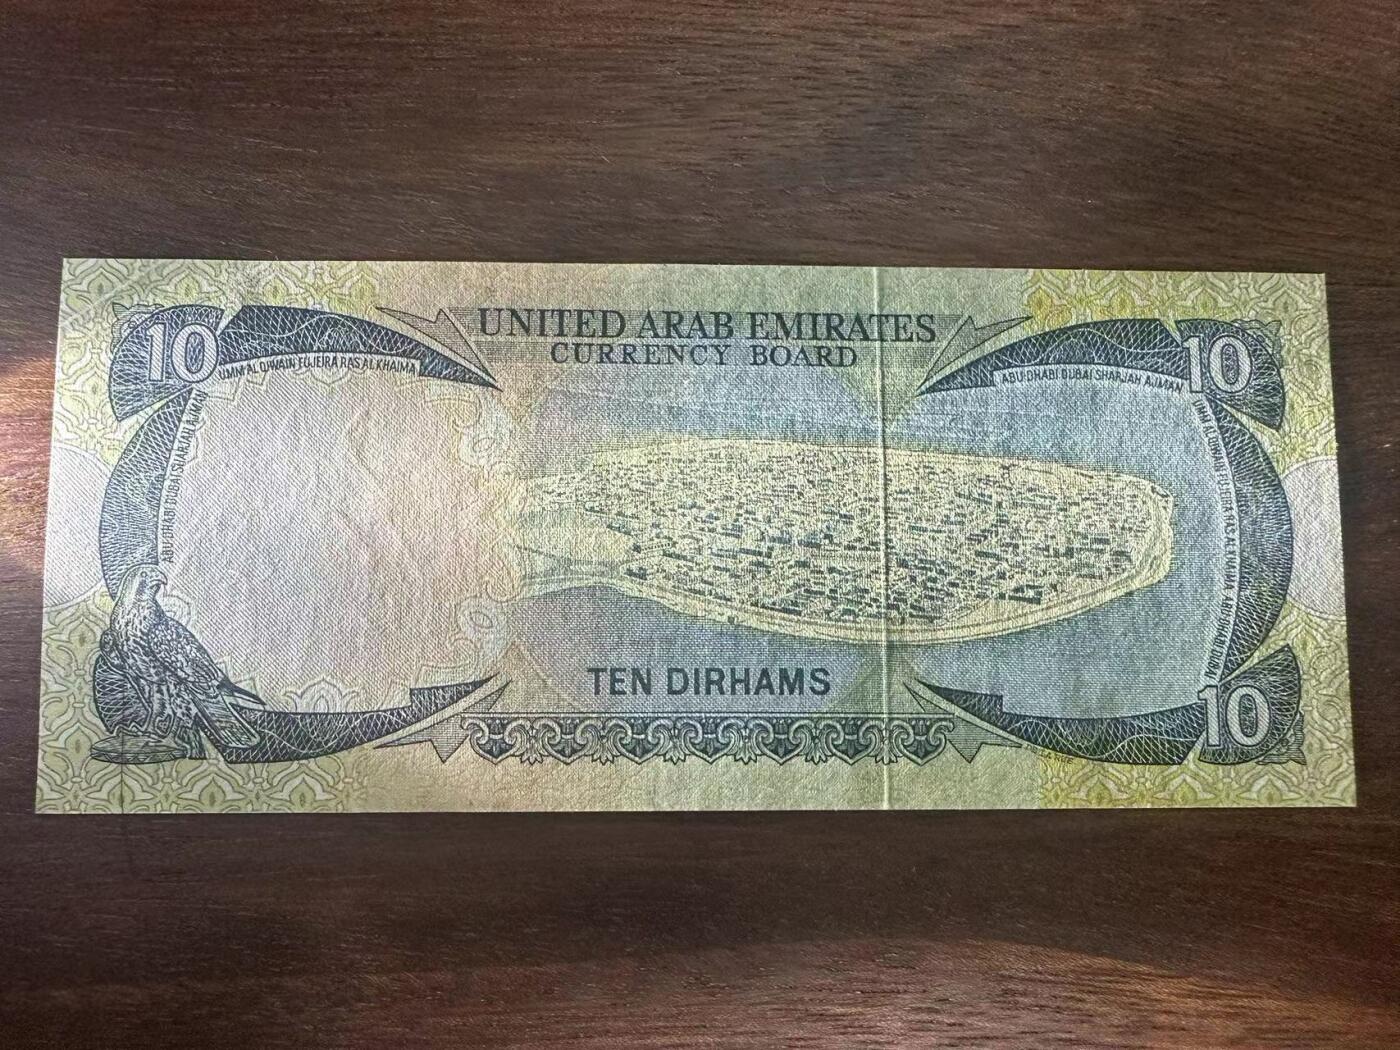 UNITED ARAB EMIRATES
CURRENCY BOARD
10
UMM AL QIWAIN FUJEIRA RAS AL KHAIMA
ABU DHABI DUBAI SHARJAH AJMAN
ABU DHABI DUBAI SHARJAH AJMAN
10
UMM AL QIWAIN FUJEIRA RAS AL KHAIMA
TEN DIRHAMS
10